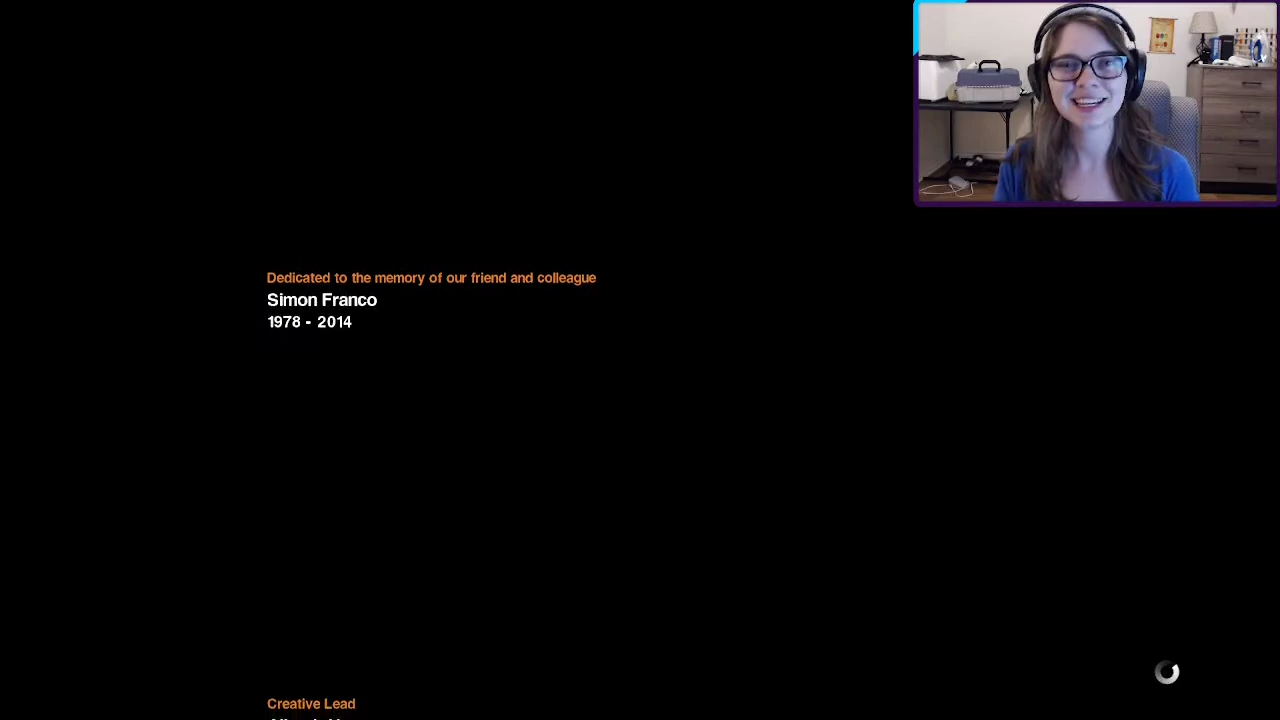 Dedicated to the memory of our friend and colleague
Simon Franco
1978 - 2014
Creative Lead